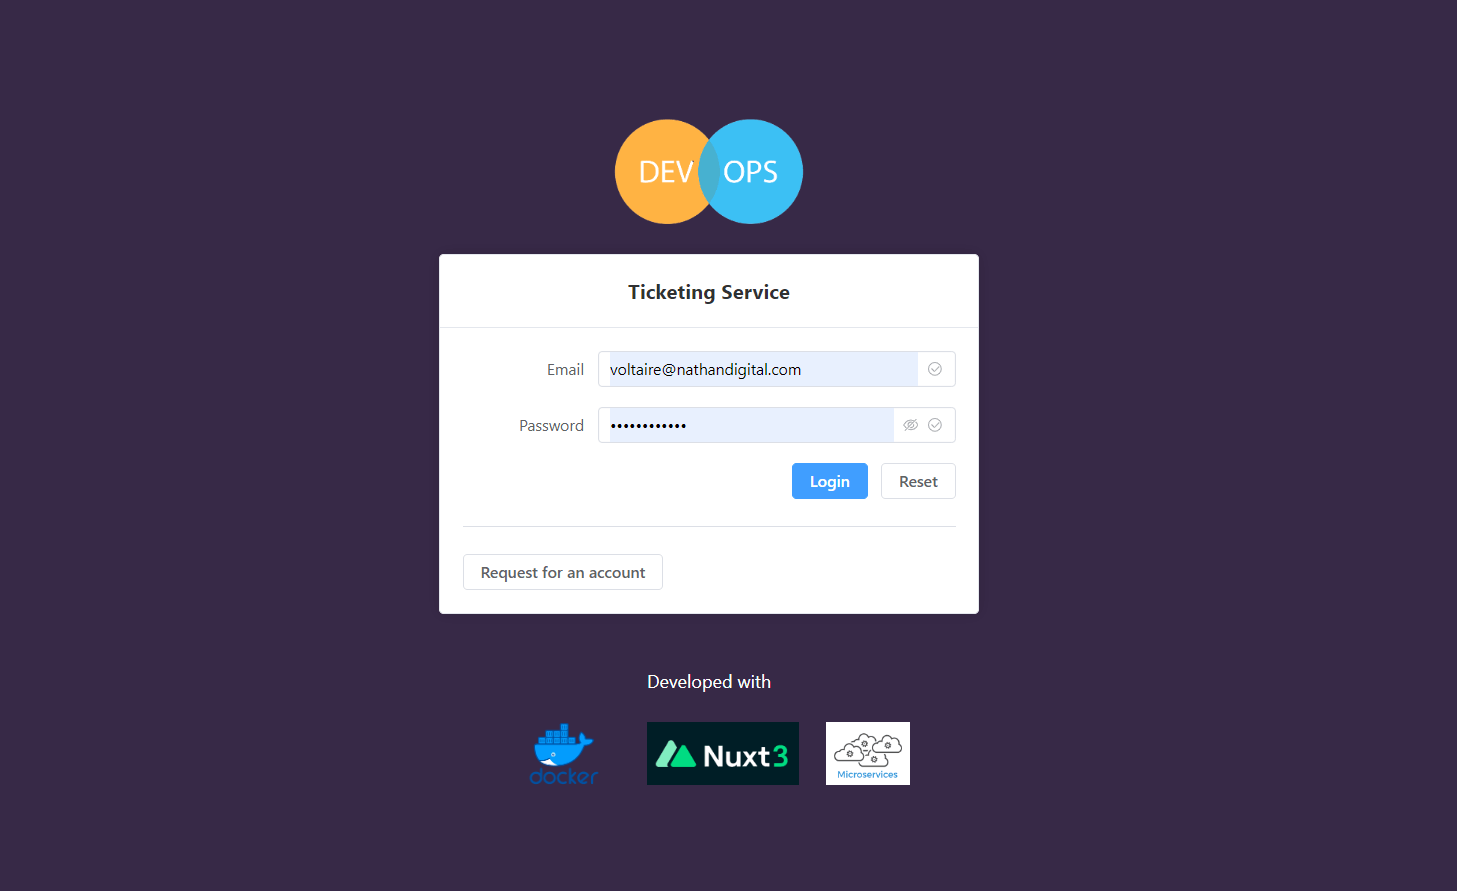 DEV OPS
Ticketing Service
Email voltaire@nathandigital.com
Password ••••••••••••
Login Reset
Request for an account
Developed with
docker Nuxt3 Microservices